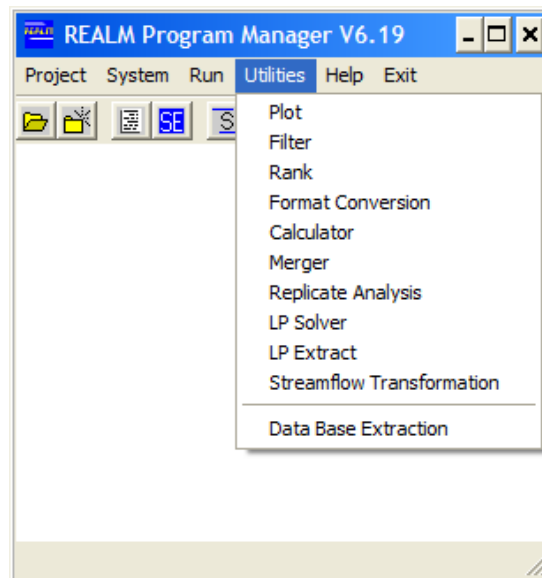 REALM REALM Program Manager V6.19
Project System Run Utilities Help Exit
SE S
Plot
Filter
Rank
Format Conversion
Calculator
Merger
Replicate Analysis
LP Solver
LP Extract
Streamflow Transformation
Data Base Extraction